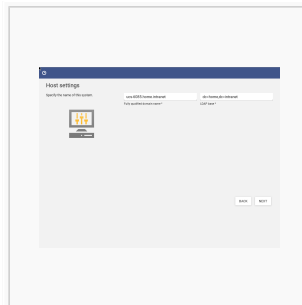 Host settings
Specify the name of this system.
Fully qualified domain name *
LDAP base *
BACK NEXT